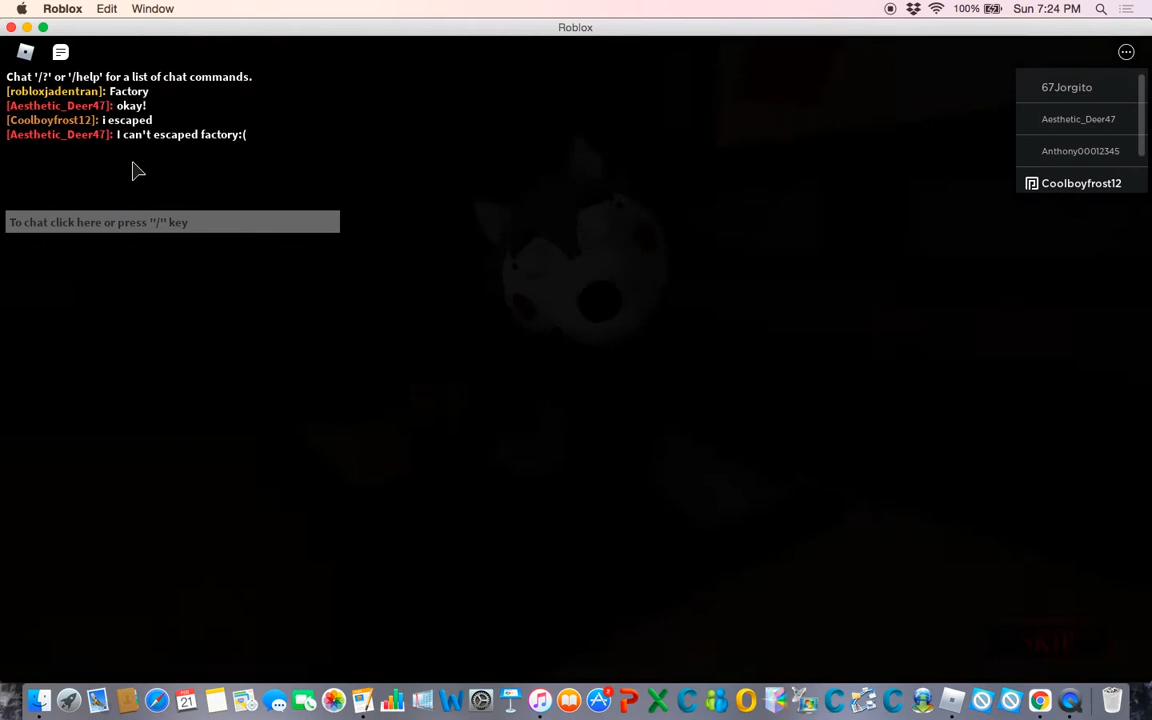 Roblox Edit Window 100% Sun 7:24 PM
Roblox
Chat '/?' or '/help' for a list of chat commands.
[robloxjadentran]: Factory
[Aesthetic_Deer47]: okay!
[Coolboyfrost12]: i escaped
[Aesthetic_Deer47]: I can't escaped factory:(
To chat click here or press "/" key
67Jorgito
Aesthetic_Deer47
Anthony00012345
Coolboyfrost12
SKIP
21